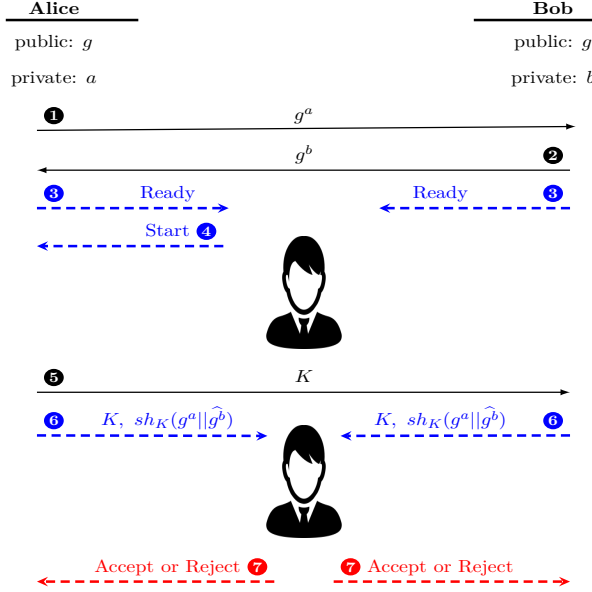 Alice Bob
public: g public: g
private: a private: b
1 g^a
g^b 2
3 Ready Ready 3
Start 4
5 K
6 K, sh_K(g^a||\widehat{g^b}) K, sh_K(g^a||\widehat{g^b}) 6
Accept or Reject 7 7 Accept or Reject